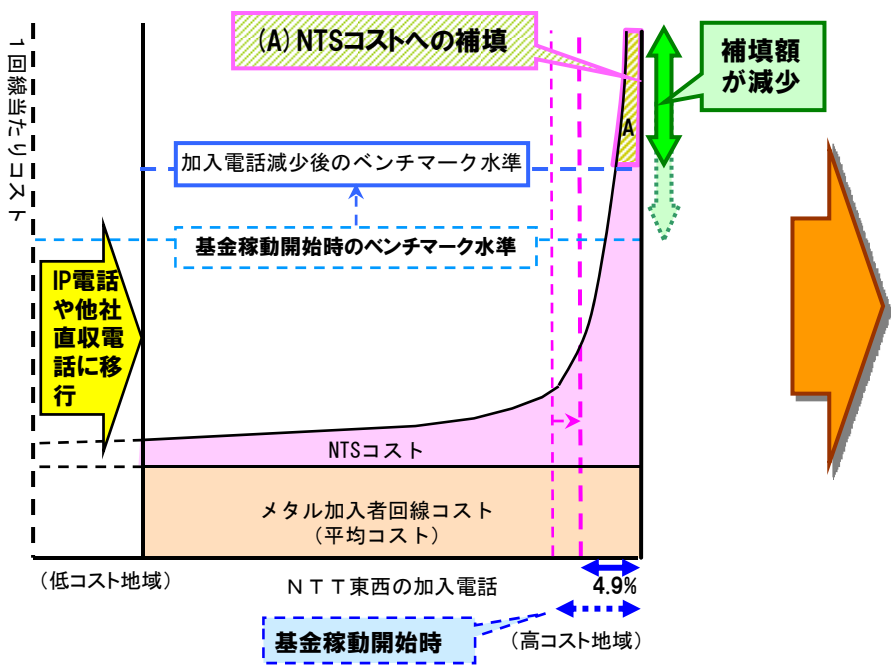 (A)NTSコストへの補填
補填額
が減少
1回線当たりコスト
A
加入電話減少後のベンチマーク水準
基金稼動開始時のベンチマーク水準
IP電話
や他社
直収電
話に移
行
NTSコスト
メタル加入者回線コスト
(平均コスト)
(低コスト地域)
NTT東西の加入電話
4.9%
基金稼動開始時
(高コスト地域)